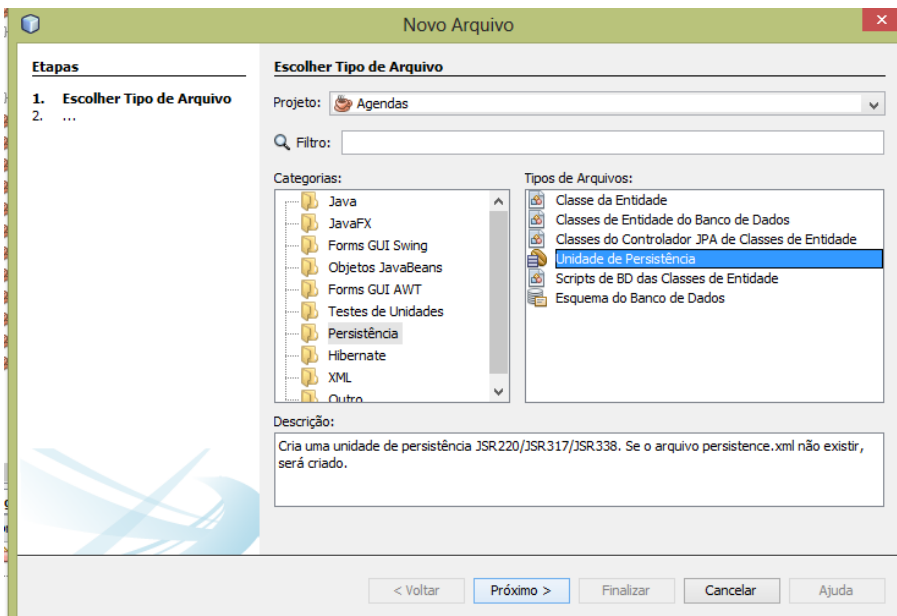 Novo Arquivo
Etapas
1. Escolher Tipo de Arquivo
2. ...
Escolher Tipo de Arquivo
Projeto: Agendas
Filtro:
Categorias:
Java
JavaFX
Forms GUI Swing
Objetos JavaBeans
Forms GUI AWT
Testes de Unidades
Persistência
Hibernate
XML
Outro
Tipos de Arquivos:
Classe da Entidade
Classes de Entidade do Banco de Dados
Classes do Controlador JPA de Classes de Entidade
Unidade de Persistência
Scripts de BD das Classes de Entidade
Esquema do Banco de Dados
Descrição:
Cria uma unidade de persistência JSR220/JSR317/JSR338. Se o arquivo persistence.xml não existir,
será criado.
< Voltar
Próximo >
Finalizar
Cancelar
Ajuda